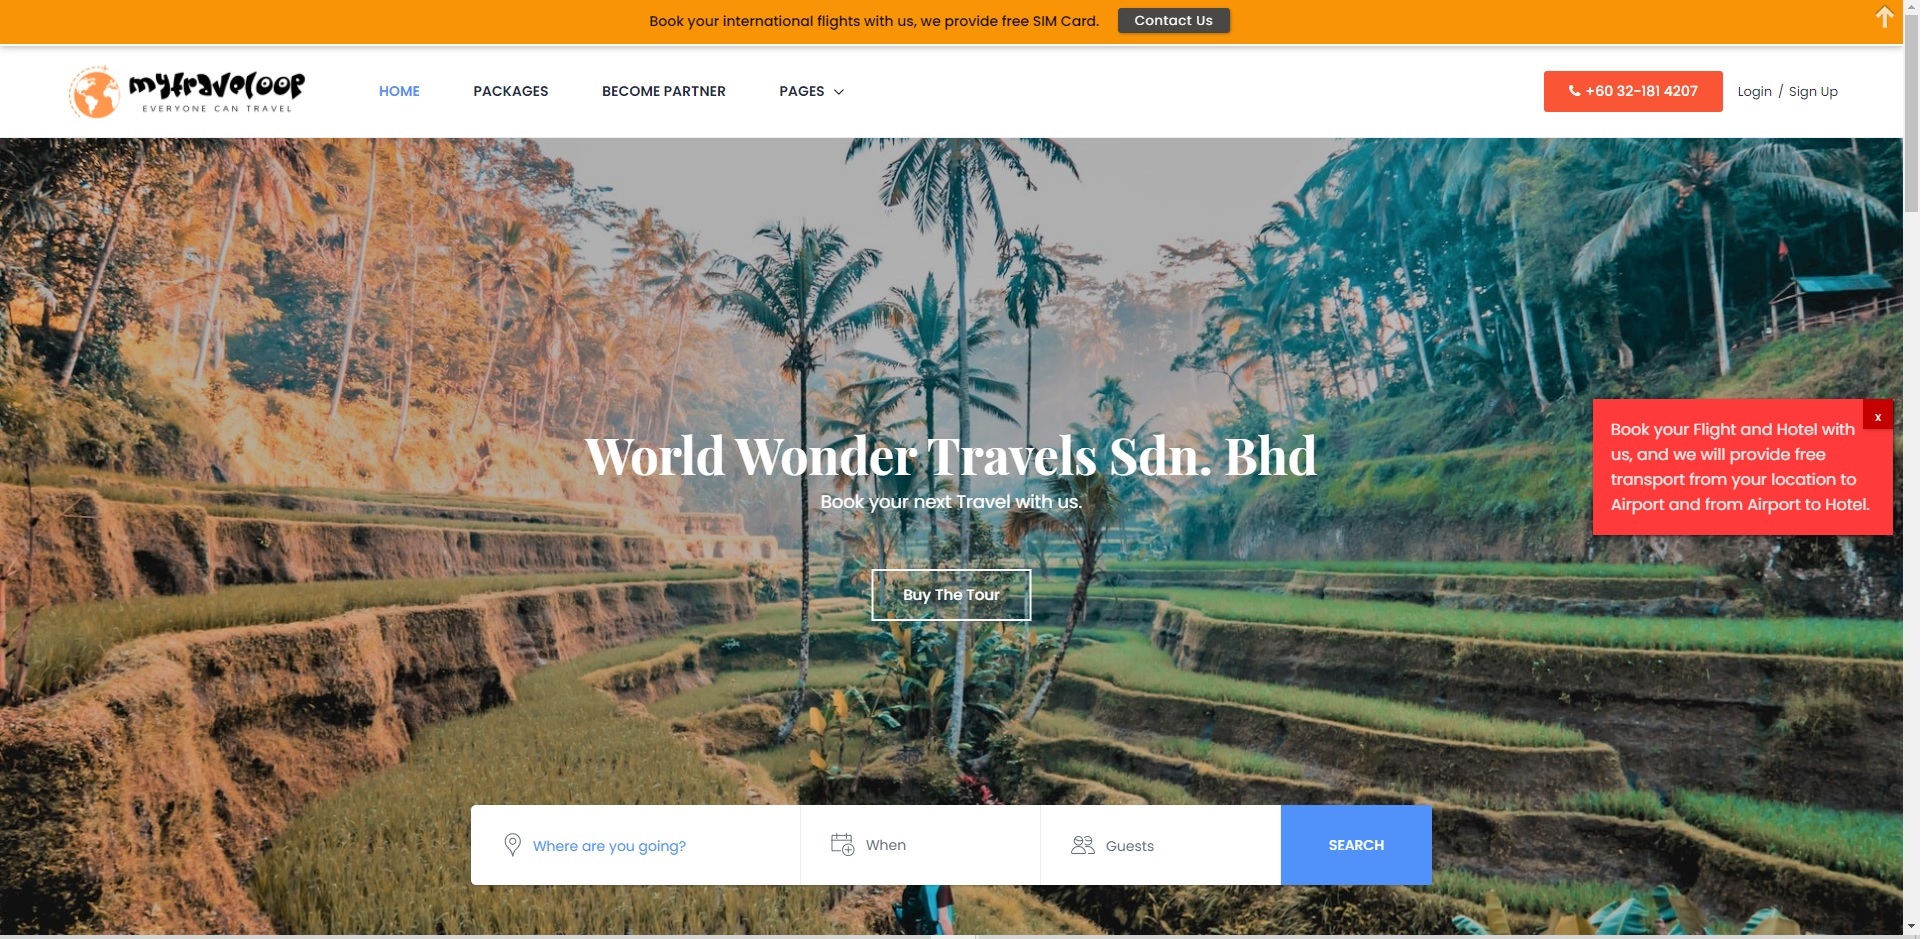 Book your international flights with us, we provide free SIM Card.
Contact Us
mytraveloop
EVERYONE CAN TRAVEL
HOME
PACKAGES
BECOME PARTNER
PAGES
+60 32-181 4207
Login / Sign Up
World Wonder Travels Sdn. Bhd
Book your next Travel with us.
Buy The Tour
x
Book your Flight and Hotel with
us, and we will provide free
transport from your location to
Airport and from Airport to Hotel.
Where are you going?
When
Guests
SEARCH